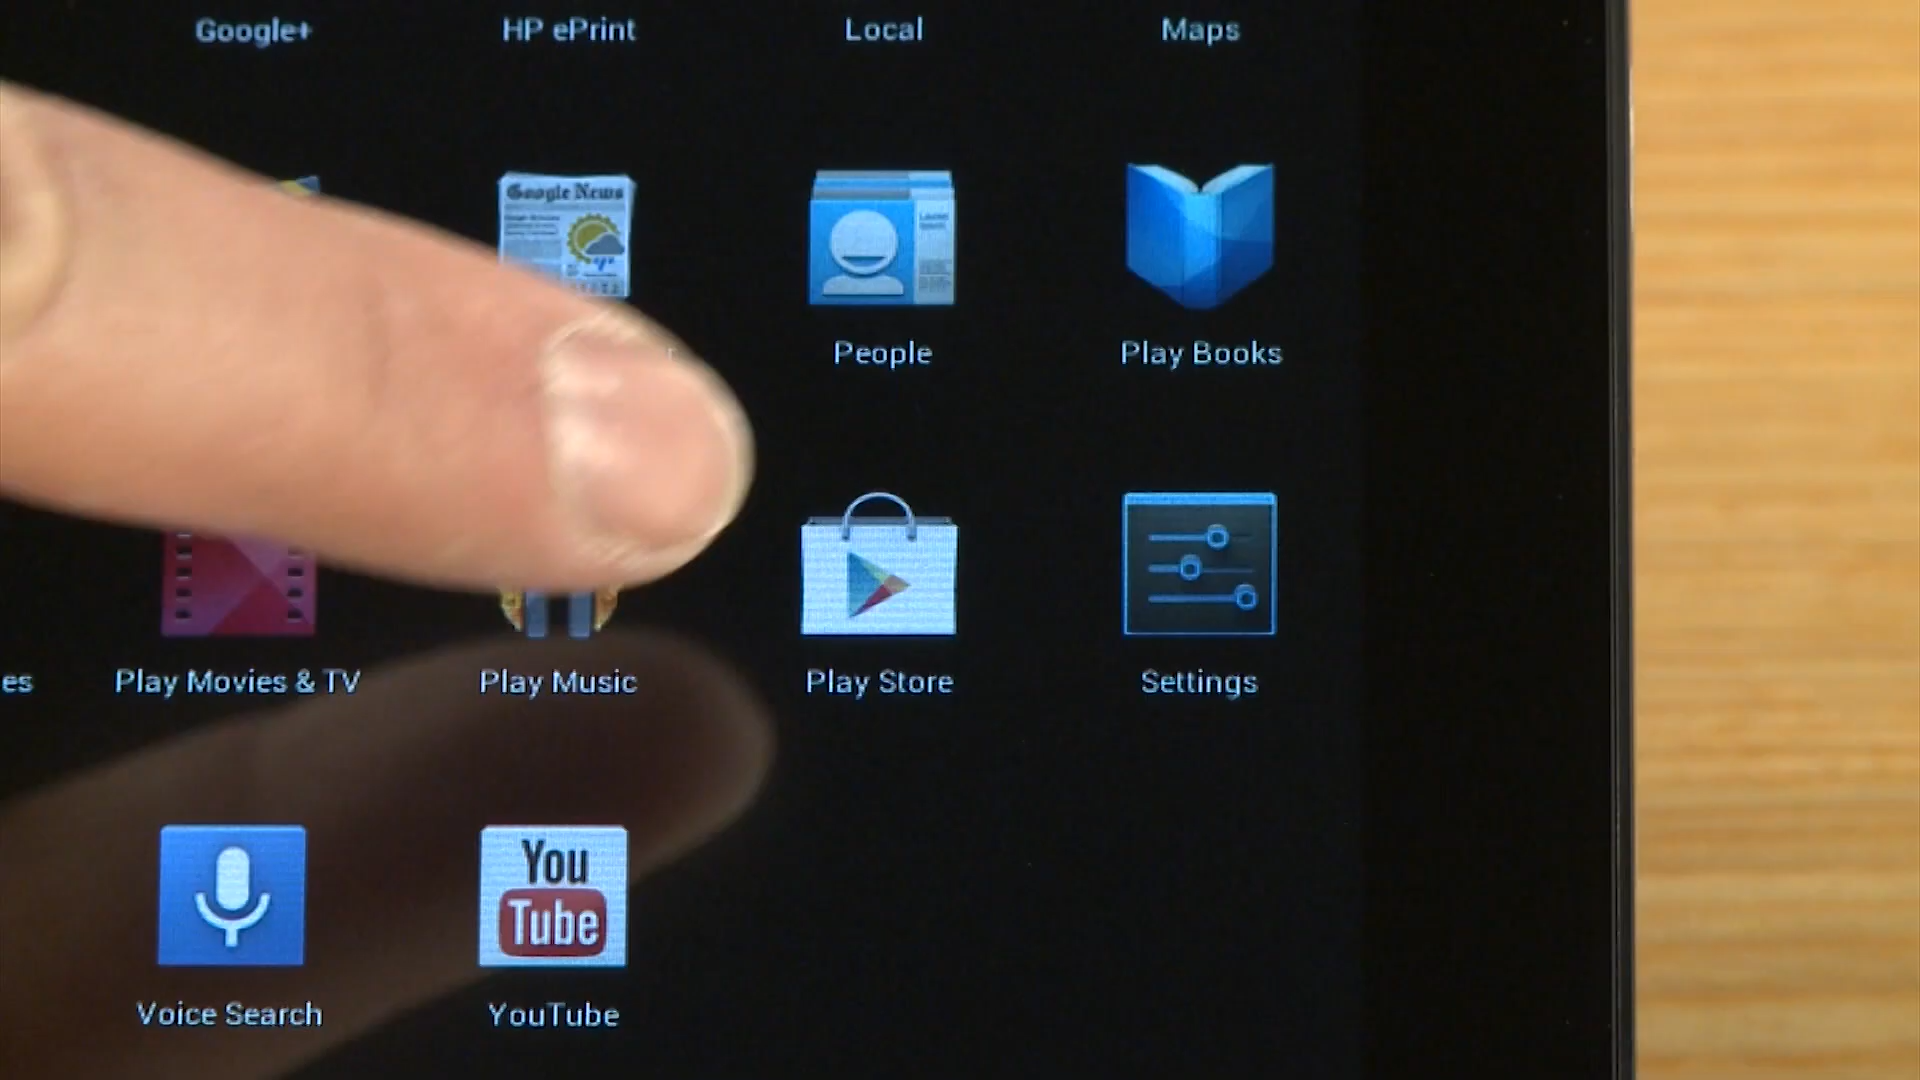 Google+
HP ePrint
Local
Maps
Google News
People
Play Books
es
Play Movies & TV
Play Music
Play Store
Settings
You
Tube
Voice Search
YouTube